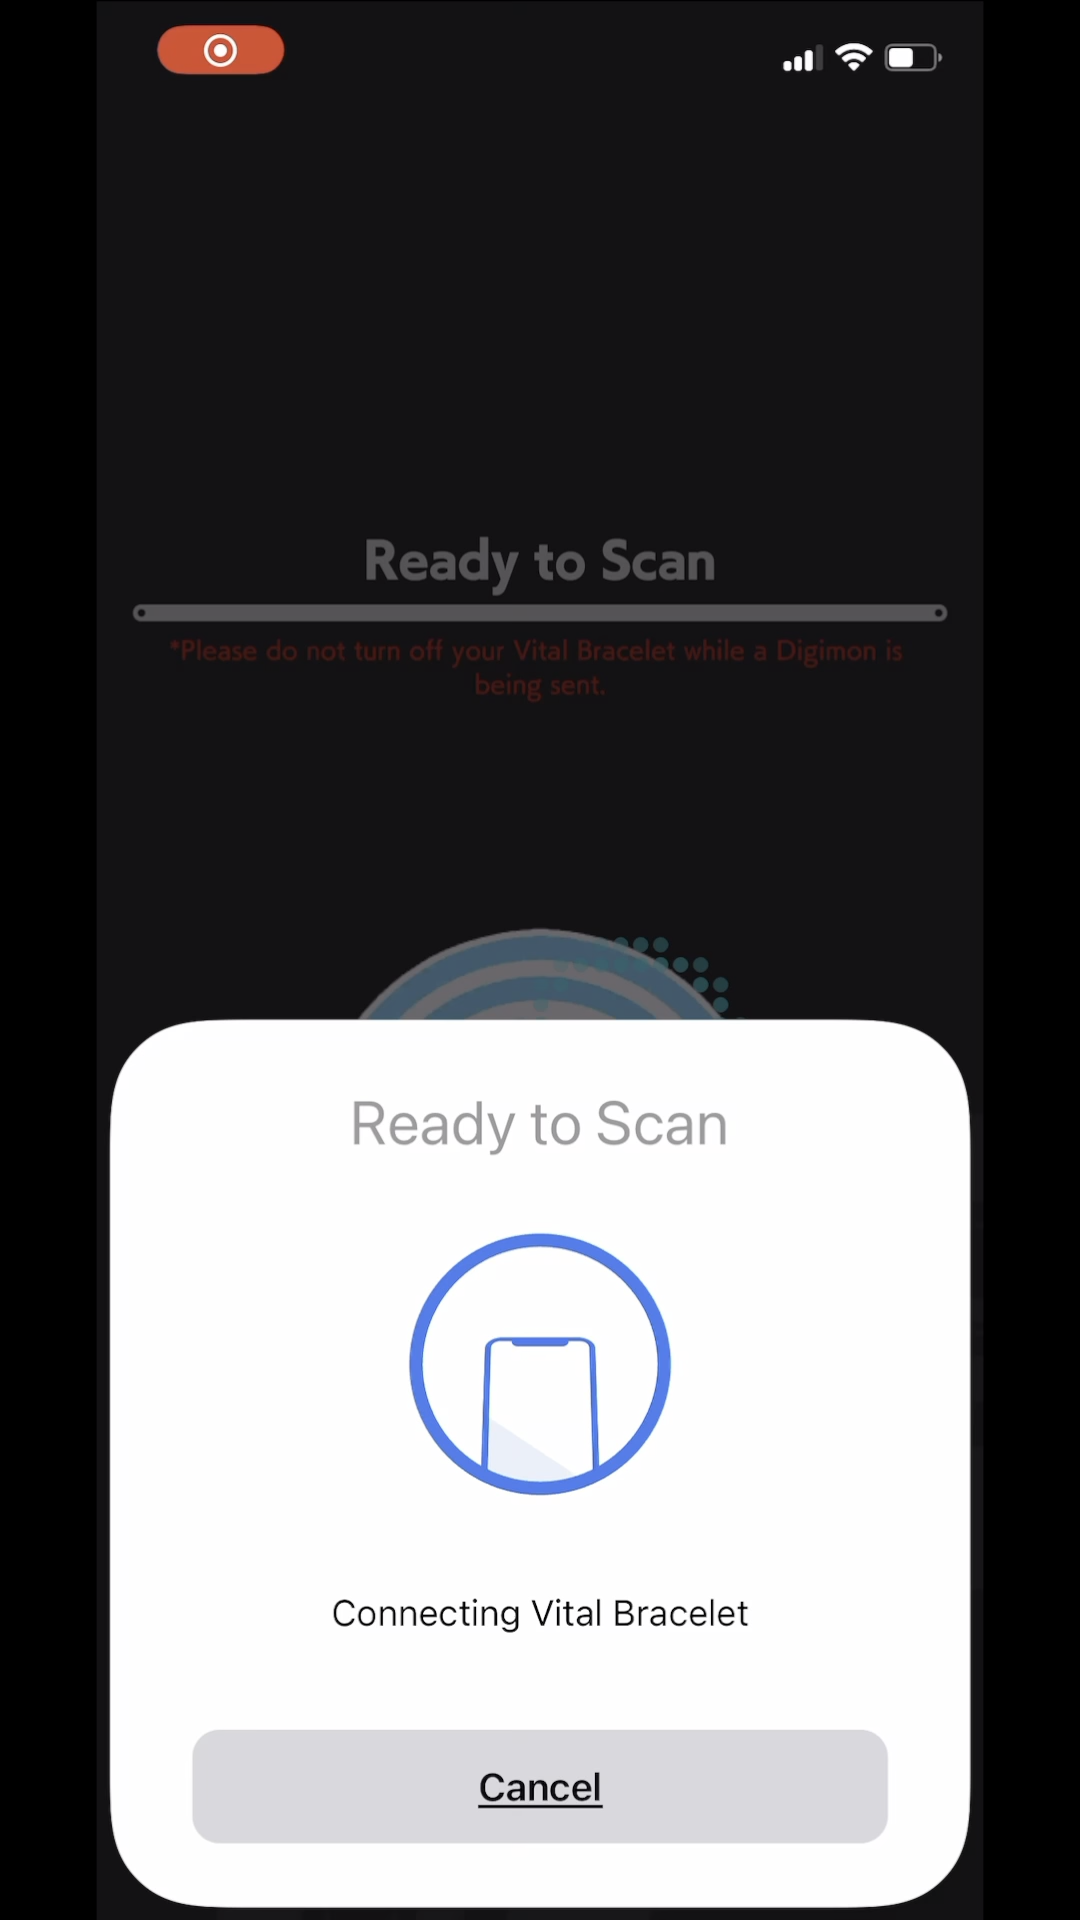 Ready to Scan
*Please do not turn off your Vital Bracelet while a Digimon is
being sent.
Ready to Scan
Connecting Vital Bracelet
Cancel